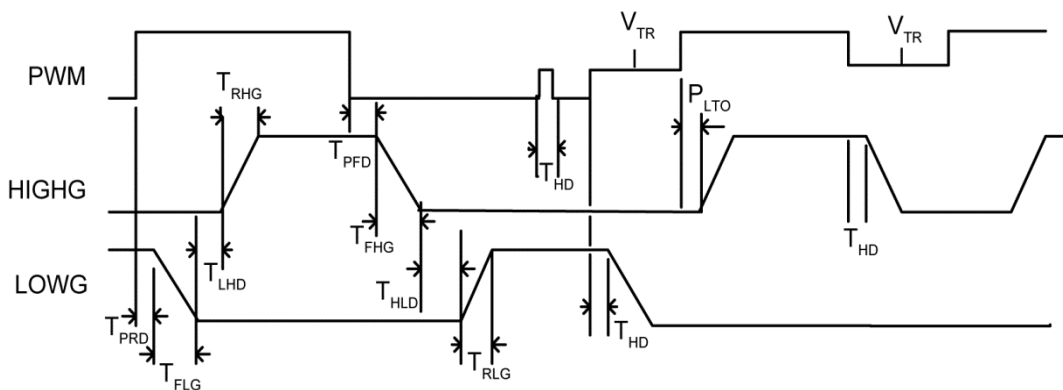 V_TR
V_TR
PWM
T_RHG
P_LTO
T_PFD
T_HD
HIGHG
T_FHG
T_HD
T_LHD
LOWG
T_HLD
T_PRD
T_HD
T_FLG
T_RLG